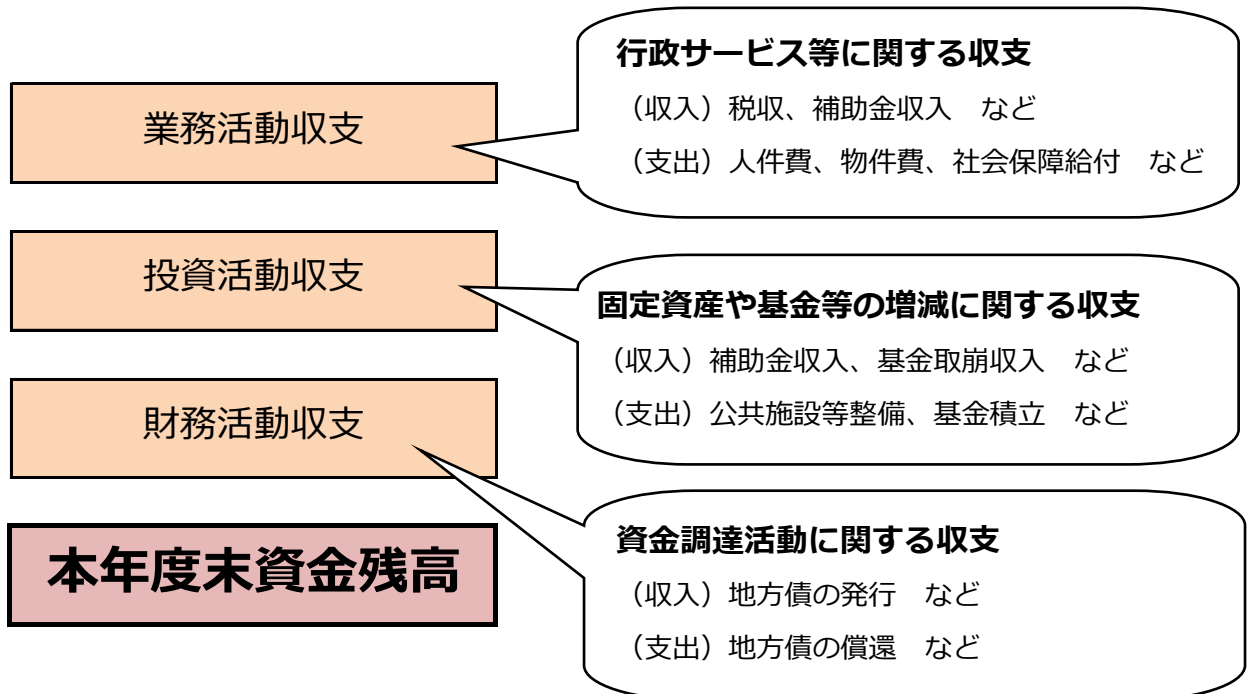 業務活動収支
行政サービス等に関する収支
（収入）税収、補助金収入　など
（支出）人件費、物件費、社会保障給付　など
投資活動収支
固定資産や基金等の増減に関する収支
（収入）補助金収入、基金取崩収入　など
（支出）公共施設等整備、基金積立　など
財務活動収支
資金調達活動に関する収支
（収入）地方債の発行　など
（支出）地方債の償還　など
本年度末資金残高